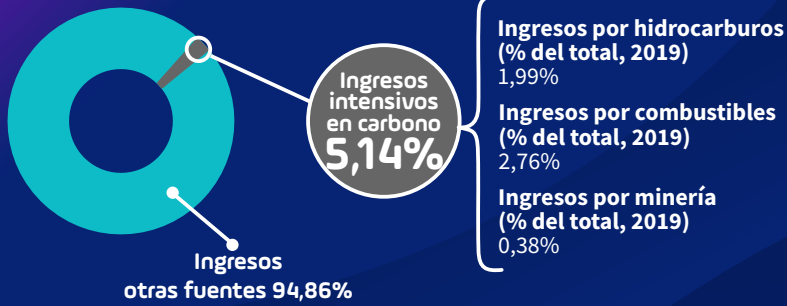 Ingresos
intensivos
en carbono
5,14%
Ingresos por hidrocarburos
(% del total, 2019)
1,99%
Ingresos por combustibles
(% del total, 2019)
2,76%
Ingresos por minería
(% del total, 2019)
0,38%
Ingresos
otras fuentes 94,86%